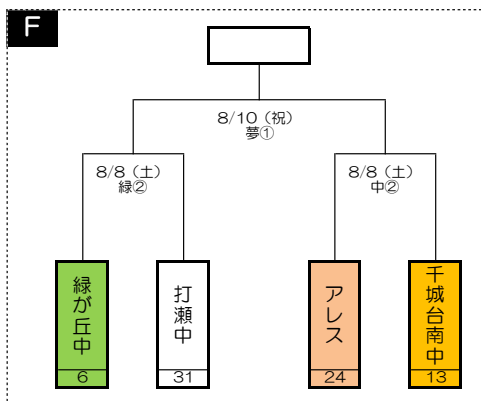 F
8/10（祝）
夢①
8/8（土）
緑②
8/8（土）
中②
緑が丘中
6
打瀬中
31
アレス
24
千城台南中
13